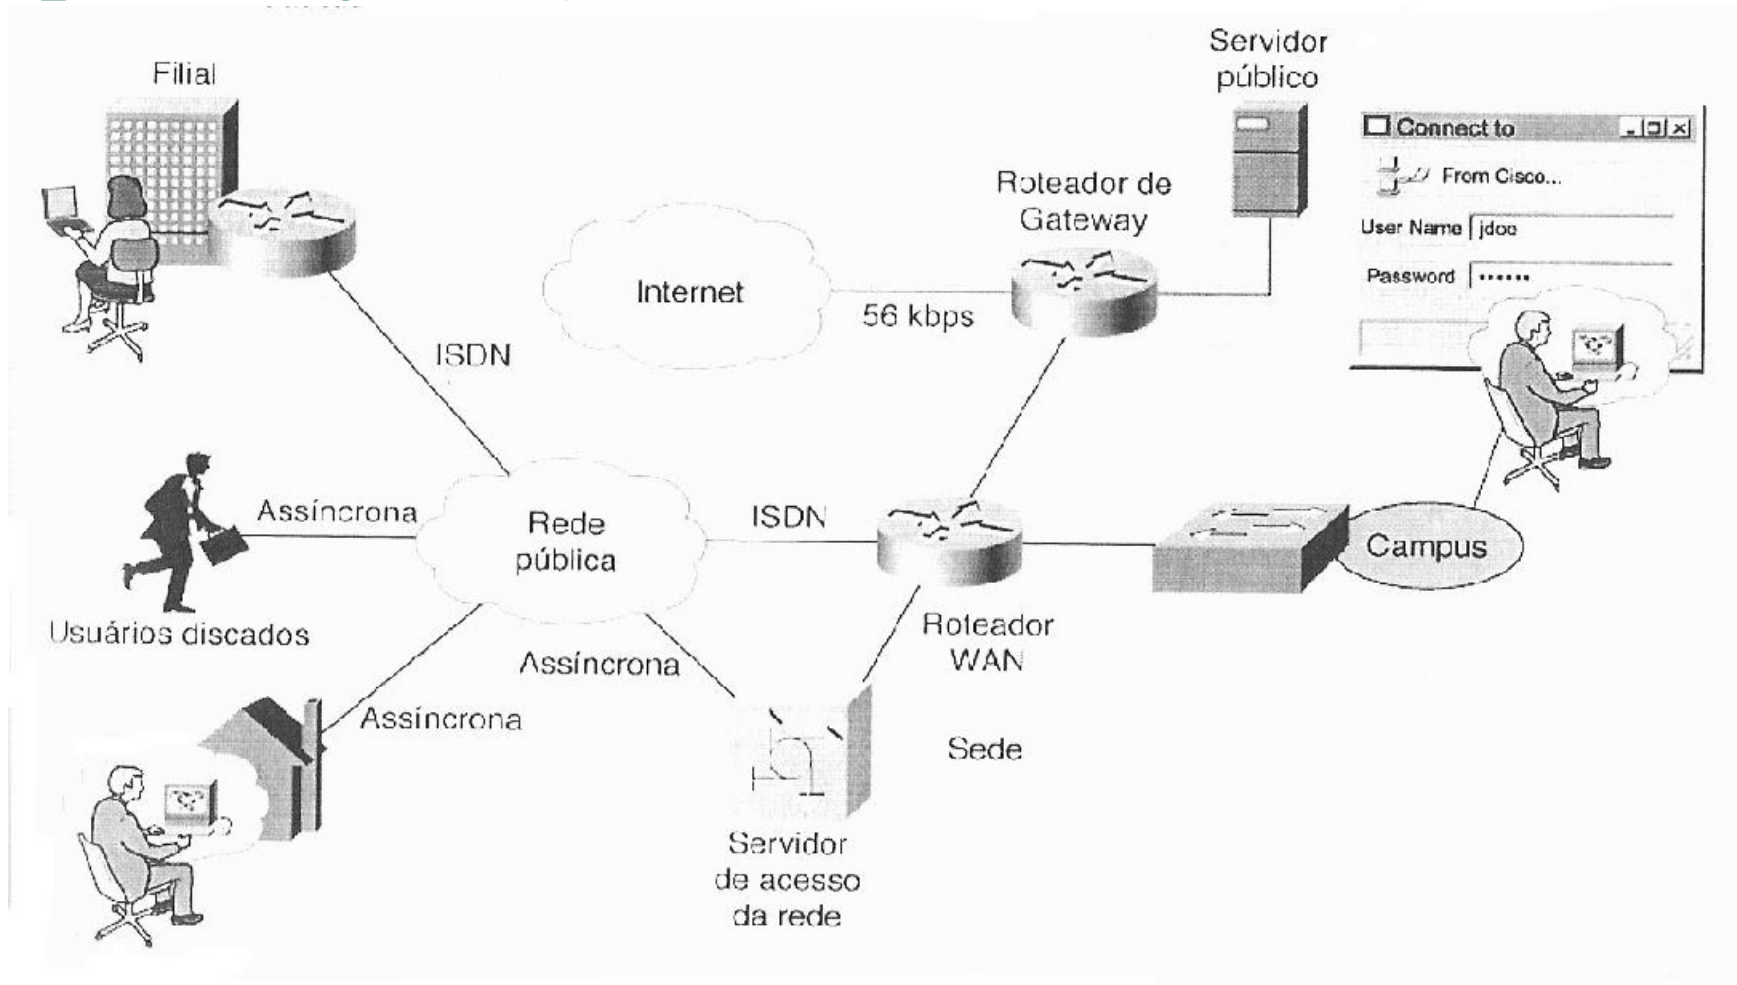 Filial
Servidor
público
Connect to
From Cisco...
User Name jdoe
Password ••••••
Roteador de
Gateway
Internet
56 kbps
ISDN
Assíncrona
Rede
pública
ISDN
Campus
Usuários discados
Roteador
WAN
Assíncrona
Assíncrona
Sede
Servidor
de acesso
da rede